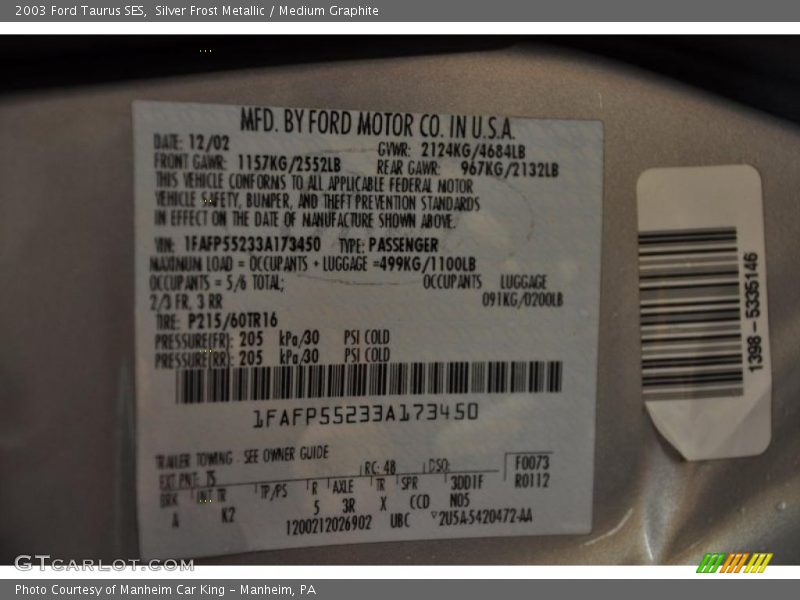 2003 Ford Taurus SES,  Silver Frost Metallic / Medium Graphite
MFD. BY FORD MOTOR CO. IN U.S.A.
DATE: 12/02 GVWR: 2124KG/4684LB
FRONT GAWR: 1157KG/2552LB REAR GAWR: 967KG/2132LB
THIS VEHICLE CONFORMS TO ALL APPLICABLE FEDERAL MOTOR
VEHICLE SAFETY, BUMPER, AND THEFT PREVENTION STANDARDS
IN EFFECT ON THE DATE OF MANUFACTURE SHOWN ABOVE.
VIN: 1FAFP55233A173450 TYPE: PASSENGER
MAXIMUM LOAD = OCCUPANTS + LUGGAGE =499KG/1100LB
OCCUPANTS = 5/6 TOTAL; OCCUPANTS LUGGAGE
2/3 FR, 3 RR 091KG/0200LB
TIRE: P215/60TR16
PRESSURE(FR): 205 kPa/30 PSI COLD
PRESSURE(RR): 205 kPa/30 PSI COLD
1FAFP55233A173450
TRAILER TOWING - SEE OWNER GUIDE
EXT PNT: TS RC: 48 DSO: F0073
BRK INT TR TP/PS R AXLE TR SPR 3DD1F R0112
A K2 5 3R X CCD N05
1200212026902 UBC 2U5A-5420472-AA
1398 - 5335146
GTCarLot.com
Photo Courtesy of Manheim Car King - Manheim, PA